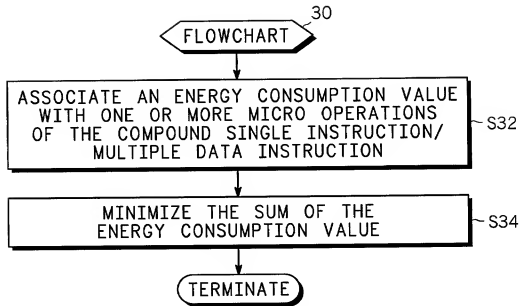 30
FLOWCHART
ASSOCIATE AN ENERGY CONSUMPTION VALUE
WITH ONE OR MORE MICRO OPERATIONS
OF THE COMPOUND SINGLE INSTRUCTION/
MULTIPLE DATA INSTRUCTION
S32
MINIMIZE THE SUM OF THE
ENERGY CONSUMPTION VALUE
S34
TERMINATE